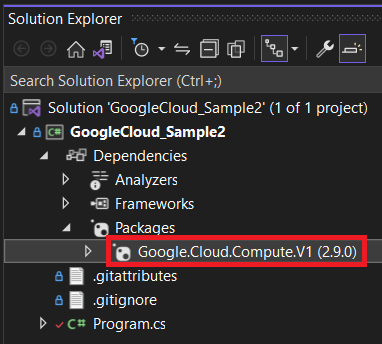 Solution Explorer
Search Solution Explorer (Ctrl+;)
Solution 'GoogleCloud_Sample2' (1 of 1 project)
C# GoogleCloud_Sample2
Dependencies
Analyzers
Frameworks
Packages
Google.Cloud.Compute.V1 (2.9.0)
.gitattributes
.gitignore
C# Program.cs